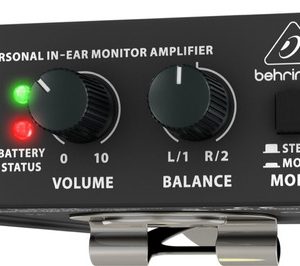 ERSONAL IN-EAR MONITOR AMPLIFIER
behrin
BATTERY
STATUS
0 10
VOLUME
L/1 R/2
BALANCE
STE
MO
MO